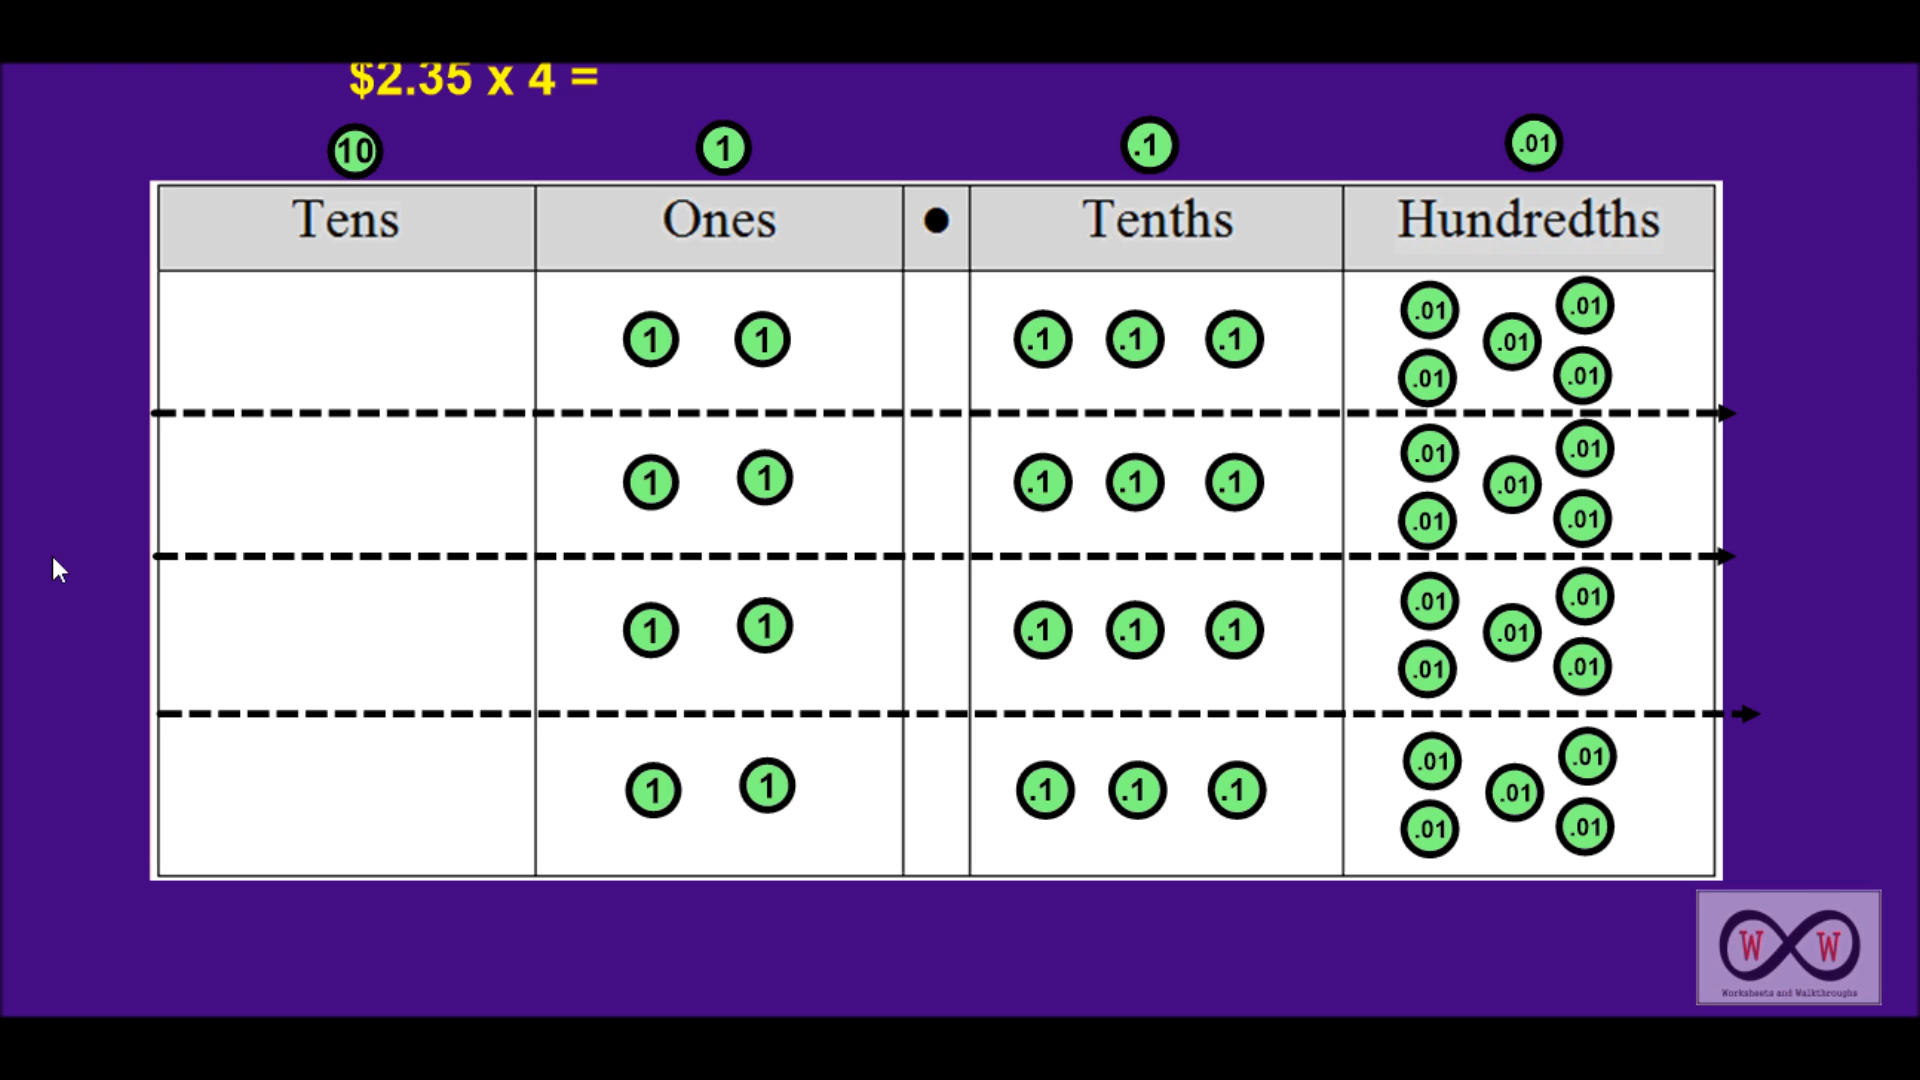 $2.35 x 4 =
10 1 .1 .01
Tens Ones • Tenths Hundredths
1 1 .1 .1 .1 .01 .01 .01 .01 .01
1 1 .1 .1 .1 .01 .01 .01 .01 .01
1 1 .1 .1 .1 .01 .01 .01 .01 .01
1 1 .1 .1 .1 .01 .01 .01 .01 .01
W W
Worksheets and Walkthroughs